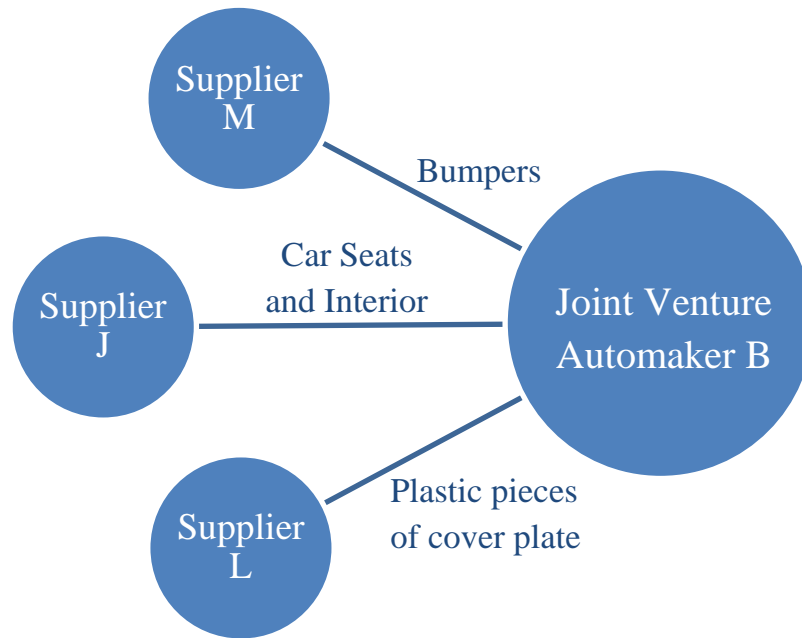 Supplier
M
Bumpers
Car Seats
and Interior
Supplier
J
Joint Venture
Automaker B
Plastic pieces
of cover plate
Supplier
L